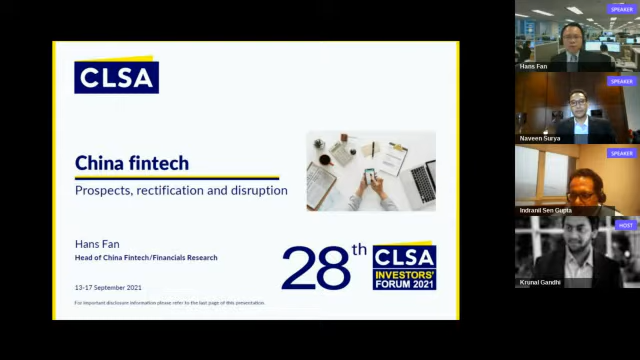 CLSA
China fintech
Prospects, rectification and disruption
Hans Fan
Head of China Fintech/Financials Research
28th
CLSA
INVESTORS'
FORUM 2021
13-17 September 2021
For important disclosure information please refer to the last page of this presentation.
SPEAKER
Hans Fan
SPEAKER
Naveen Surya
SPEAKER
Indranil Sen Gupta
HOST
Krunal Gandhi